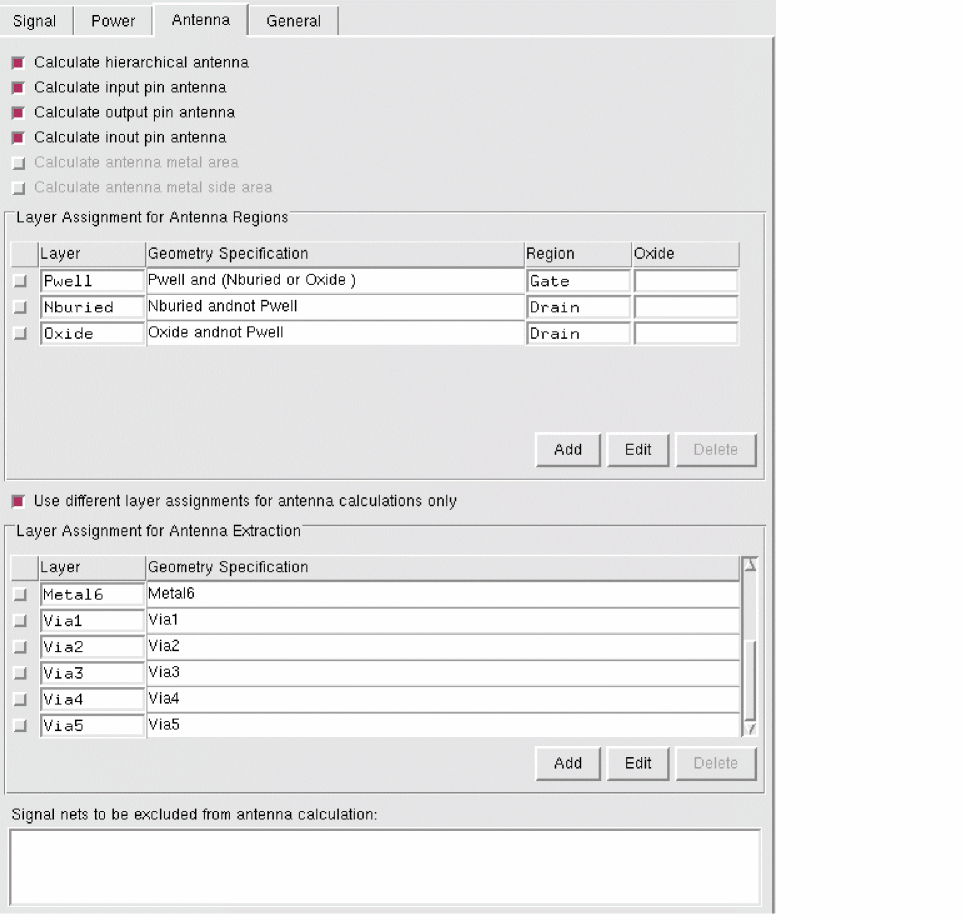 Signal Power Antenna General
Calculate hierarchical antenna
Calculate input pin antenna
Calculate output pin antenna
Calculate inout pin antenna
Calculate antenna metal area
Calculate antenna metal side area
Layer Assignment for Antenna Regions
Layer Geometry Specification Region Oxide
Pwell Pwell and (Nburied or Oxide ) Gate
Nburied Nburied andnot Pwell Drain
Oxide Oxide andnot Pwell Drain
Add Edit Delete
Use different layer assignments for antenna calculations only
Layer Assignment for Antenna Extraction
Layer Geometry Specification
Metal6 Metal6
Via1 Via1
Via2 Via2
Via3 Via3
Via4 Via4
Via5 Via5
Add Edit Delete
Signal nets to be excluded from antenna calculation: